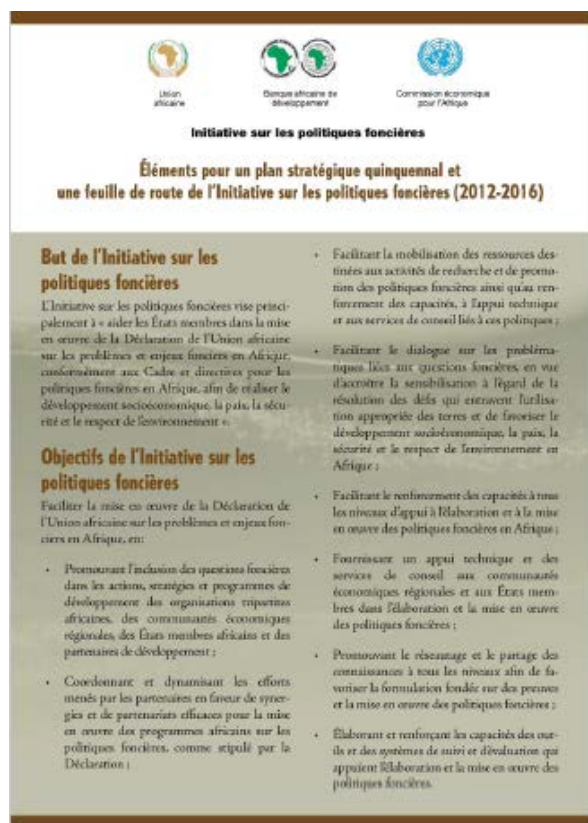 Union
africaine
Banque africaine de
développement
Commission économique
pour l'Afrique
Initiative sur les politiques foncières
Éléments pour un plan stratégique quinquennal et
une feuille de route de l'Initiative sur les politiques foncières (2012-2016)
But de l'Initiative sur les
politiques foncières
L'Initiative sur les politiques foncières vise princi-
palement à « aider les États membres dans la mise
en œuvre de la Déclaration de l'Union africaine
sur les problèmes et enjeux fonciers en Afrique,
conformément aux Cadre et directives pour les
politiques foncières en Afrique, afin de réaliser le
développement socioéconomique, la paix, la sécu-
rité et le respect de l'environnement ».
Objectifs de l'Initiative sur les
politiques foncières
Faciliter la mise en œuvre de la Déclaration de
l'Union africaine sur les problèmes et enjeux fon-
ciers en Afrique, en:
• Promouvant l'inclusion des questions foncières
dans les actions, stratégies et programmes de
développement des organisations tripartites
africaines, des communautés économiques
régionales, des États membres africains et des
partenaires de développement ;
• Coordonnant et dynamisant les efforts
menés par les partenaires en faveur de syner-
gies et de partenariats efficaces pour la mise
en œuvre des programmes africains sur les
politiques foncières, comme stipulé par la
Déclaration ;
• Facilitant la mobilisation des ressources des-
tinées aux activités de recherche et de promo-
tion des politiques foncières ainsi qu'au ren-
forcement des capacités, à l'appui technique
et aux services de conseil liés à ces politiques ;
• Facilitant le dialogue sur les probléma-
tiques liées aux questions foncières, en vue
d'accroître la sensibilisation à l'égard de la
résolution des défis qui entravent l'utilisa-
tion appropriée des terres et de favoriser le
développement socioéconomique, la paix, la
sécurité et le respect de l'environnement en
Afrique ;
• Facilitant le renforcement des capacités à tous
les niveaux d'appui à l'élaboration et à la mise
en œuvre des politiques foncières en Afrique ;
• Fournissant un appui technique et des
services de conseil aux communautés
économiques régionales et aux États mem-
bres dans l'élaboration et la mise en œuvre
des politiques foncières ;
• Promouvant le réseautage et le partage des
connaissances à tous les niveaux afin de fa-
voriser la formulation fondée sur des preuves
et la mise en œuvre des politiques foncières ;
• Élaborant et renforçant les capacités des out-
ils et des systèmes de suivi et d'évaluation qui
appuient l'élaboration et la mise en œuvre des
politiques foncières.